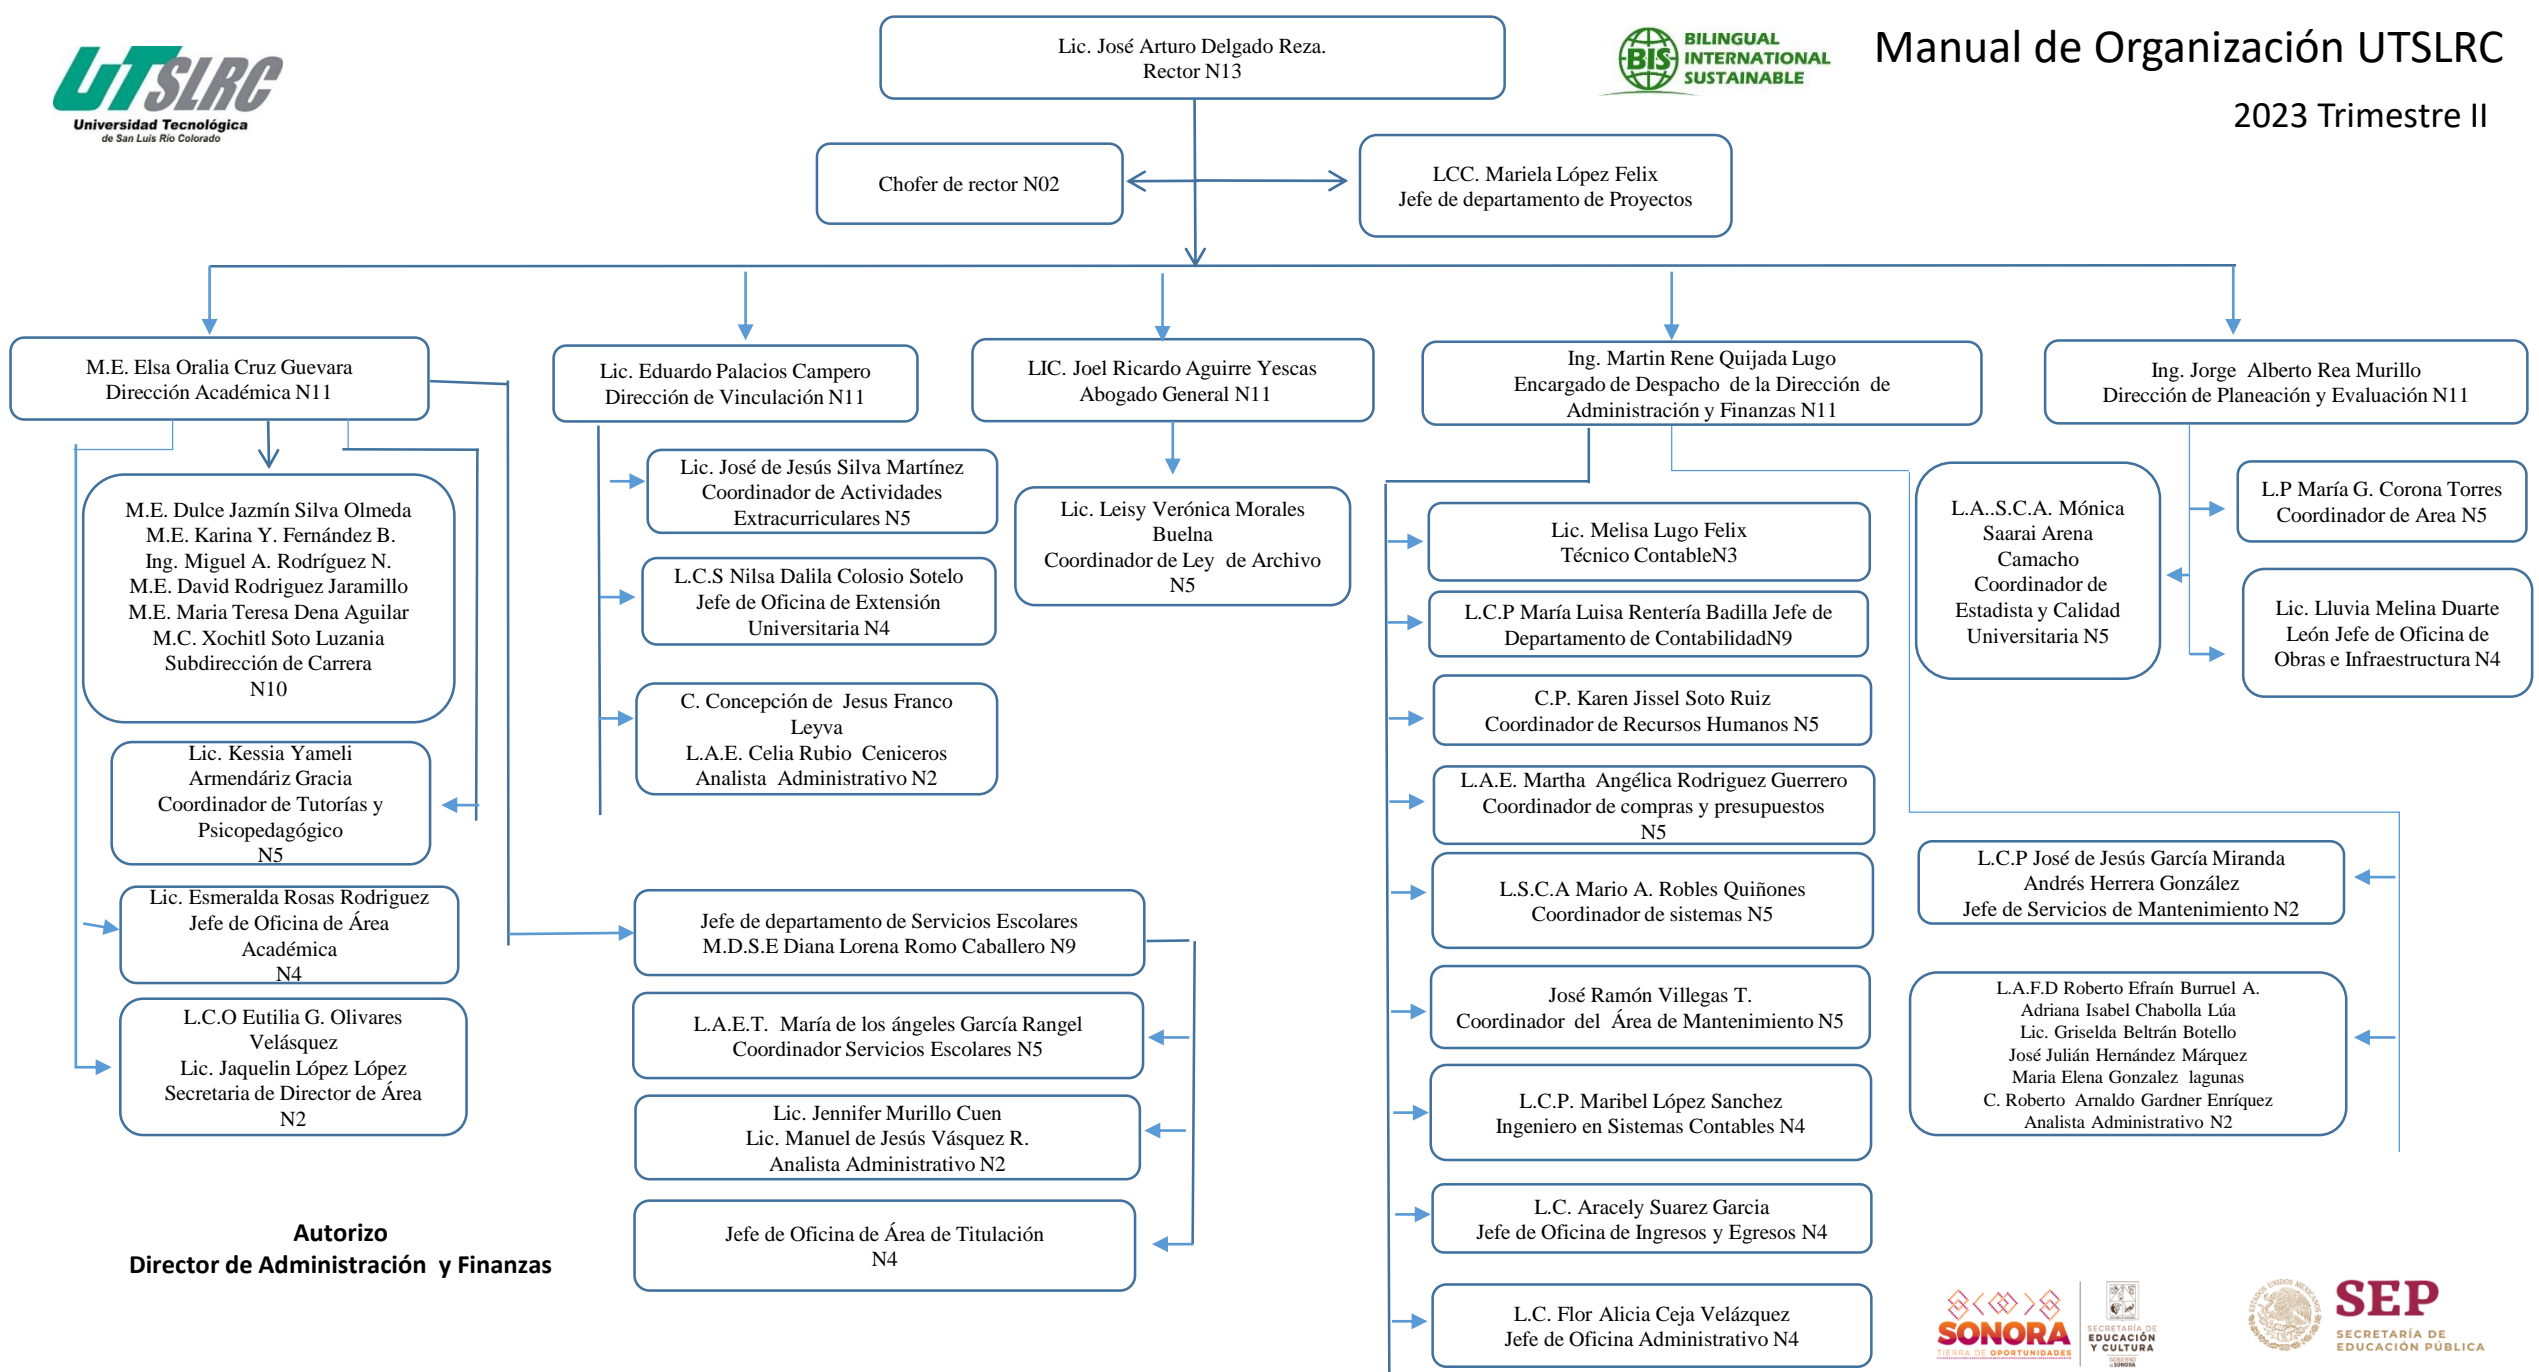 UTSLRC
Universidad Tecnológica
de San Luis Río Colorado
Lic. José Arturo Delgado Reza.
Rector N13
BIS
BILINGUAL
INTERNATIONAL
SUSTAINABLE
Manual de Organización UTSLRC
2023 Trimestre II
Chofer de rector N02
LCC. Mariela López Felix
Jefe de departamento de Proyectos
M.E. Elsa Oralia Cruz Guevara
Dirección Académica N11
Lic. Eduardo Palacios Campero
Dirección de Vinculación N11
LIC. Joel Ricardo Aguirre Yescas
Abogado General N11
Ing. Martin Rene Quijada Lugo
Encargado de Despacho de la Dirección de
Administración y Finanzas N11
Ing. Jorge Alberto Rea Murillo
Dirección de Planeación y Evaluación N11
M.E. Dulce Jazmín Silva Olmeda
M.E. Karina Y. Fernández B.
Ing. Miguel A. Rodríguez N.
M.E. David Rodriguez Jaramillo
M.E. Maria Teresa Dena Aguilar
M.C. Xochitl Soto Luzania
Subdirección de Carrera
N10
Lic. Kessia Yameli
Armendáriz Gracia
Coordinador de Tutorías y
Psicopedagógico
N5
Lic. Esmeralda Rosas Rodriguez
Jefe de Oficina de Área
Académica
N4
L.C.O Eutilia G. Olivares
Velásquez
Lic. Jaquelin López López
Secretaria de Director de Área
N2
Lic. José de Jesús Silva Martínez
Coordinador de Actividades
Extracurriculares N5
L.C.S Nilsa Dalila Colosio Sotelo
Jefe de Oficina de Extensión
Universitaria N4
C. Concepción de Jesus Franco
Leyva
L.A.E. Celia Rubio Ceniceros
Analista Administrativo N2
Jefe de departamento de Servicios Escolares
M.D.S.E Diana Lorena Romo Caballero N9
L.A.E.T. María de los ángeles García Rangel
Coordinador Servicios Escolares N5
Lic. Jennifer Murillo Cuen
Lic. Manuel de Jesús Vásquez R.
Analista Administrativo N2
Jefe de Oficina de Área de Titulación
N4
Lic. Leisy Verónica Morales
Buelna
Coordinador de Ley de Archivo
N5
Lic. Melisa Lugo Felix
Técnico ContableN3
L.C.P María Luisa Rentería Badilla Jefe de
Departamento de ContabilidadN9
C.P. Karen Jissel Soto Ruiz
Coordinador de Recursos Humanos N5
L.A.E. Martha Angélica Rodriguez Guerrero
Coordinador de compras y presupuestos
N5
L.S.C.A Mario A. Robles Quiñones
Coordinador de sistemas N5
José Ramón Villegas T.
Coordinador del Área de Mantenimiento N5
L.C.P. Maribel López Sanchez
Ingeniero en Sistemas Contables N4
L.C. Aracely Suarez Garcia
Jefe de Oficina de Ingresos y Egresos N4
L.C. Flor Alicia Ceja Velázquez
Jefe de Oficina Administrativo N4
L.A..S.C.A. Mónica
Saarai Arena
Camacho
Coordinador de
Estadista y Calidad
Universitaria N5
L.P María G. Corona Torres
Coordinador de Area N5
Lic. Lluvia Melina Duarte
León Jefe de Oficina de
Obras e Infraestructura N4
L.C.P José de Jesús García Miranda
Andrés Herrera González
Jefe de Servicios de Mantenimiento N2
L.A.F.D Roberto Efraín Burruel A.
Adriana Isabel Chabolla Lúa
Lic. Griselda Beltrán Botello
José Julián Hernández Márquez
Maria Elena Gonzalez lagunas
C. Roberto Arnaldo Gardner Enríquez
Analista Administrativo N2
Autorizo
Director de Administración y Finanzas
SONORA
TIERRA DE OPORTUNIDADES
SECRETARÍA DE
EDUCACIÓN
Y CULTURA
GOBIERNO
DE SONORA
ESTADOS UNIDOS MEXICANOS
SEP
SECRETARÍA DE
EDUCACIÓN PÚBLICA